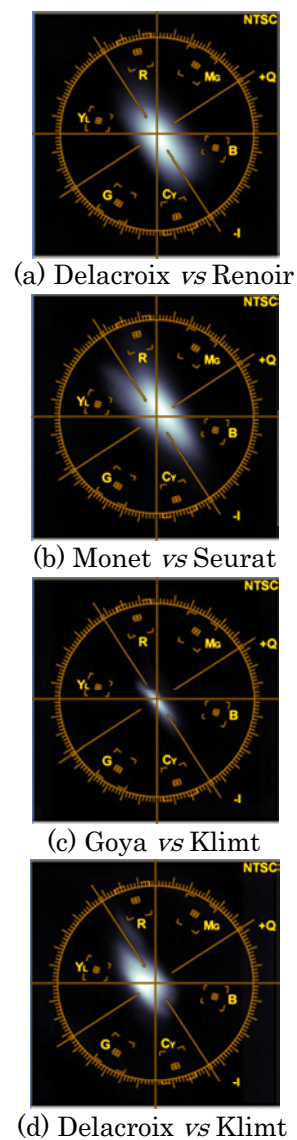 NTSC
R
MG
+Q
YL
B
G
CY
-I
(a) Delacroix vs Renoir
NTSC
R
MG
+Q
YL
B
G
CY
-I
(b) Monet vs Seurat
NTSC
R
MG
+Q
YL
B
G
CY
-I
(c) Goya vs Klimt
NTSC
R
MG
+Q
YL
B
G
CY
-I
(d) Delacroix vs Klimt